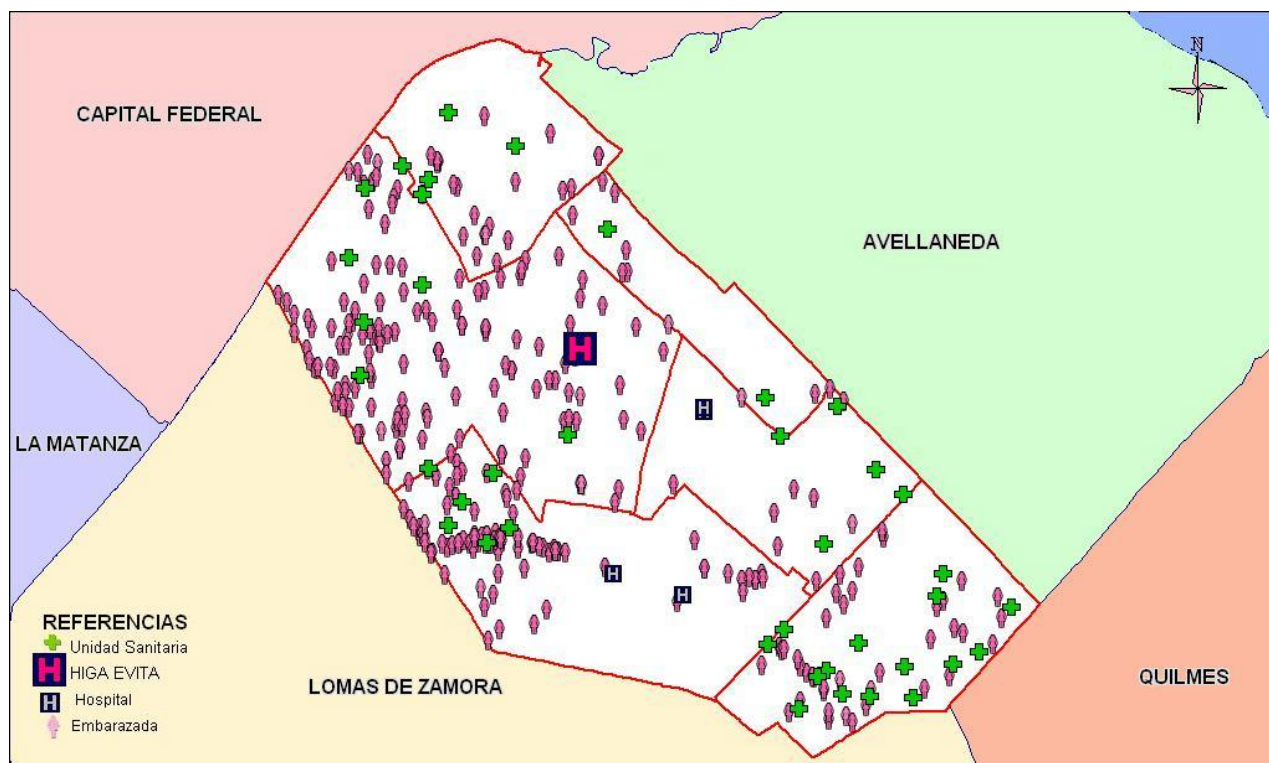 N
CAPITAL FEDERAL
AVELLANEDA
LA MATANZA
LOMAS DE ZAMORA
QUILMES
H
H
H
H
REFERENCIAS
Unidad Sanitaria
H HIGA EVITA
H Hospital
Embarazada